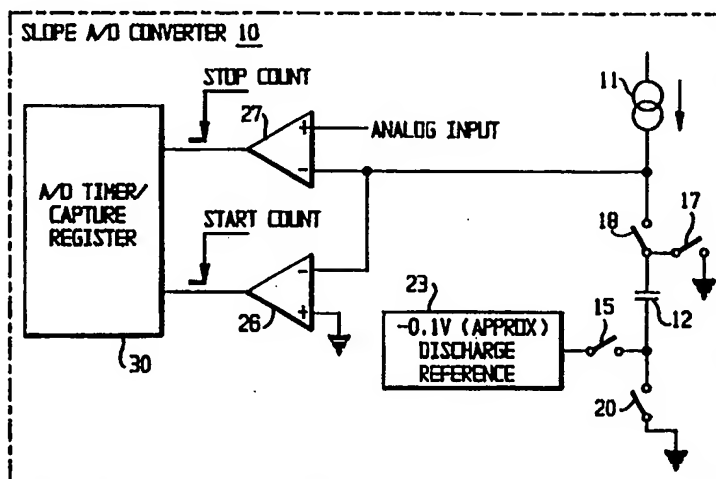 SLOPE A/D CONVERTER 10
STOP COUNT
27
ANALOG INPUT
11
A/D TIMER/
CAPTURE
REGISTER
START COUNT
18
17
26
23
-0.1V (APPROX)
DISCHARGE
REFERENCE
15
12
30
20
+
-
-
+